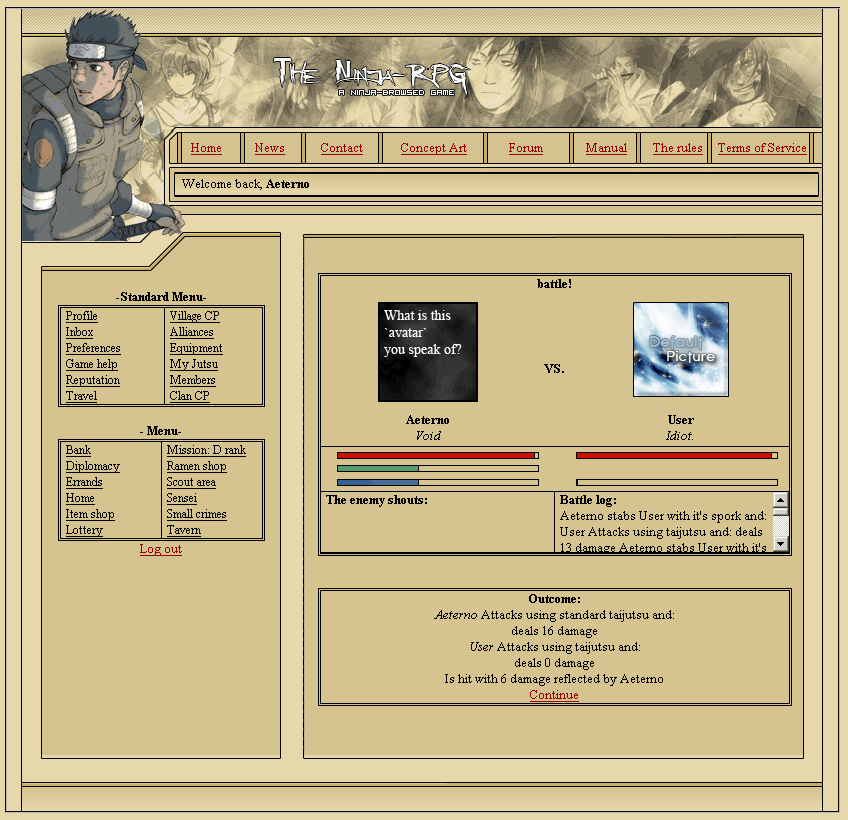 The Ninja-RPG
A NINJA-BROWSED GAME
Home News Contact Concept Art Forum Manual The rules Terms of Service
Welcome back, Aeterno
-Standard Menu-
Profile Village CP
Inbox Alliances
Preferences Equipment
Game help My Jutsu
Reputation Members
Travel Clan CP
- Menu-
Bank Mission: D rank
Diplomacy Ramen shop
Errands Scout area
Home Sensei
Item shop Small crimes
Lottery Tavern
Log out
battle!
What is this
`avatar`
you speak of?
Default
Picture
VS.
Aeterno User
Void Idiot.
The enemy shouts:
Battle log:
Aeterno stabs User with it's spork and:
User Attacks using taijutsu and: deals
13 damage Aeterno stabs User with it's
Outcome:
Aeterno Attacks using standard taijutsu and:
deals 16 damage
User Attacks using taijutsu and:
deals 0 damage
Is hit with 6 damage reflected by Aeterno
Continue